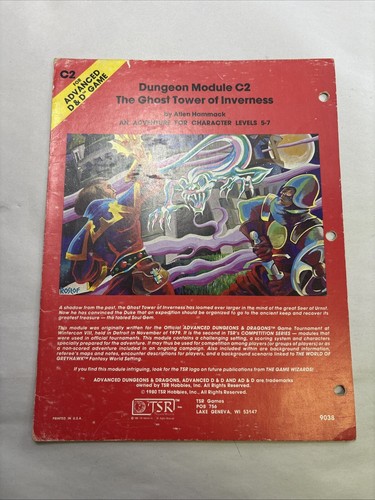 C2
FOR
ADVANCED
D & D™ GAME
Dungeon Module C2
The Ghost Tower of Inverness
by Allen Hammack
AN ADVENTURE FOR CHARACTER LEVELS 5-7
ROSLOF
A shadow from the past, the Ghost Tower of Inverness has loomed ever larger in the mind of the great Seer of Urnst.
Now he has convinced the Duke that an expedition should be organized to go to the ancient keep and recover its
greatest treasure — the fabled Soul Gem.
This module was originally written for the Official ADVANCED DUNGEONS & DRAGONS™ Game Tournament at
Wintercon VIII, held in Detroit in November of 1979. It is the second in TSR's COMPETITION SERIES — modules that
were used in official tournaments. This module contains a challenging setting, a scoring system and characters
specially prepared for the adventure. It may thus be used for competition among players (or groups of players) or as
a non-scored adventure included in an ongoing campaign. Also included within are background information,
referee's maps and notes, encounter descriptions for players, and a background scenario linked to THE WORLD OF
GREYHAWK™ Fantasy World Setting.
If you find this module intriguing, look for the TSR logo on future publications from THE GAME WIZARDS!
ADVANCED DUNGEONS & DRAGONS, ADVANCED D & D AND AD & D are trademarks
owned by TSR Hobbies, Inc., All Rights Reserved.
© 1980 TSR Hobbies, Inc., All Rights Reserved.
TSR
TSR Games
POB 756
LAKE GENEVA, WI 53147
PRINTED IN U.S.A.
9038